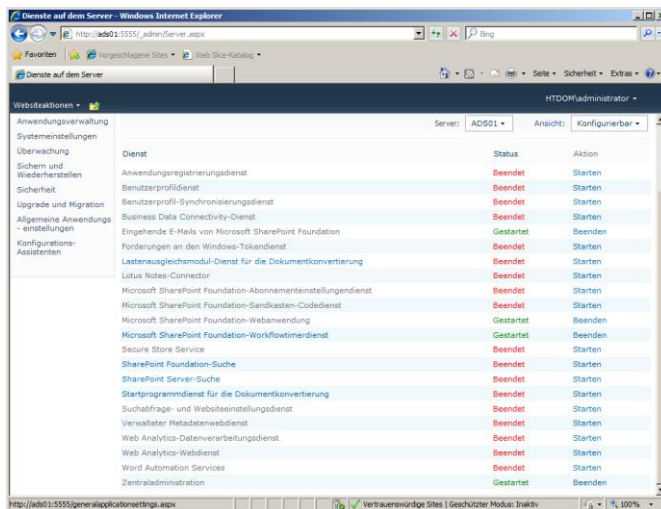 Dienste auf dem Server - Windows Internet Explorer
http://ads01:5555/_admin/Server.aspx
Bing
Favoriten Vorgeschlagene Sites Web Slice-Katalog
Dienste auf dem Server
Seite Sicherheit Extras
HTDOM\administrator
Websiteaktionen
Anwendungsverwaltung
Systemeinstellungen
Überwachung
Sichern und
Wiederherstellen
Sicherheit
Upgrade und Migration
Allgemeine Anwendungs
- einstellungen
Konfigurations-
Assistenten
Server: ADS01 Ansicht: Konfigurierbar
Dienst Status Aktion
Anwendungsregistrierungsdienst Beendet Starten
Benutzerprofildienst Beendet Starten
Benutzerprofil-Synchronisierungsdienst Beendet Starten
Business Data Connectivity-Dienst Beendet Starten
Eingehende E-Mails von Microsoft SharePoint Foundation Gestartet Beenden
Forderungen an den Windows-Tokendienst Beendet Starten
Lastenausgleichsmodul-Dienst für die Dokumentkonvertierung Beendet Starten
Lotus Notes-Connector Beendet Starten
Microsoft SharePoint Foundation-Abonnementeinstellungendienst Beendet Starten
Microsoft SharePoint Foundation-Sandkasten-Codedienst Beendet Starten
Microsoft SharePoint Foundation-Webanwendung Gestartet Beenden
Microsoft SharePoint Foundation-Workflowtimerdienst Gestartet Beenden
Secure Store Service Beendet Starten
SharePoint Foundation-Suche Beendet Starten
SharePoint Server-Suche Beendet Starten
Startprogrammdienst für die Dokumentkonvertierung Beendet Starten
Suchabfrage- und Websiteeinstellungsdienst Beendet Starten
Verwalteter Metadatenwebdienst Beendet Starten
Web Analytics-Datenverarbeitungsdienst Beendet Starten
Web Analytics-Webdienst Beendet Starten
Word Automation Services Beendet Starten
Zentraladministration Gestartet Beenden
http://ads01:5555/generalapplicationsettings.aspx Vertrauenswürdige Sites | Geschützter Modus: Inaktiv 100%